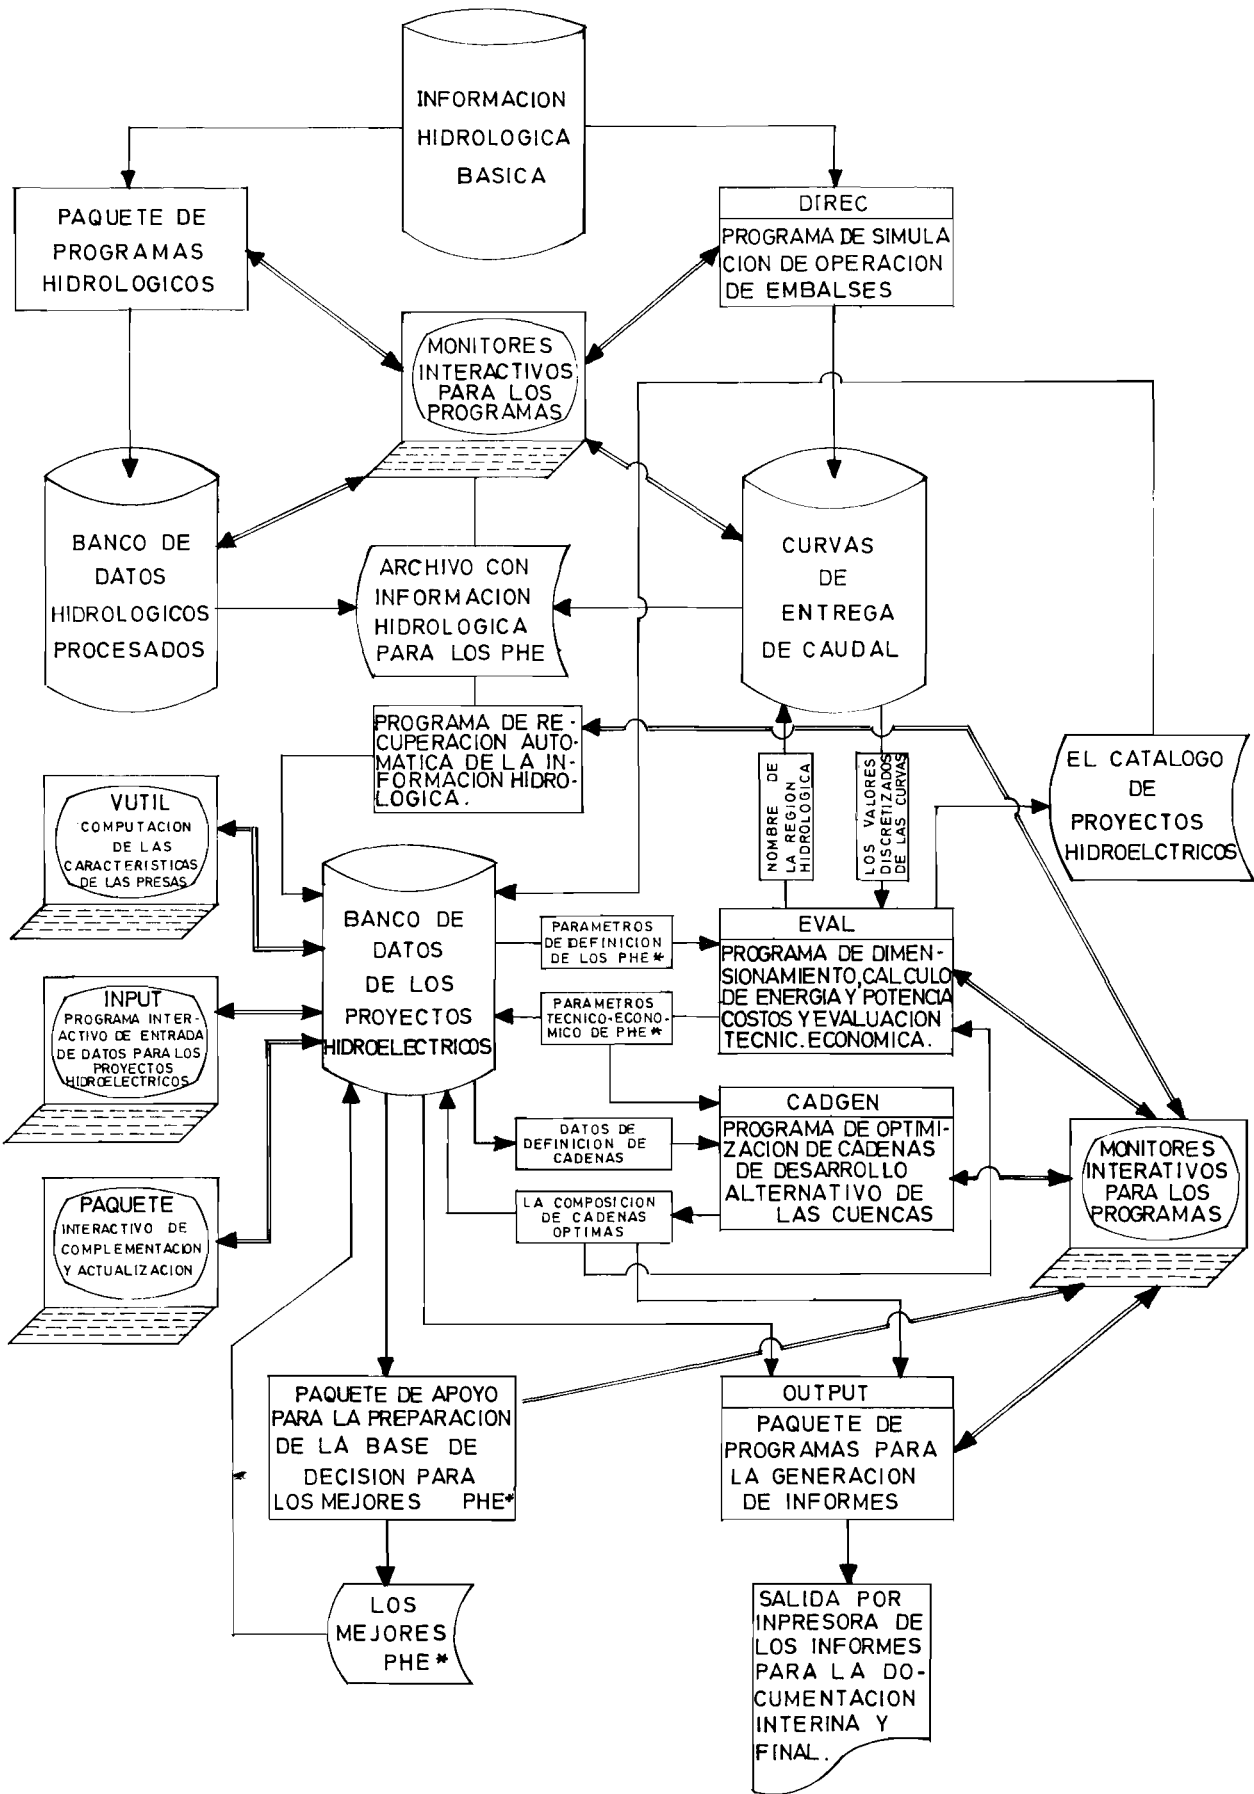 INFORMACION
HIDROLOGICA
BASICA
PAQUETE DE
PROGRAMAS
HIDROLOGICOS
DIREC
PROGRAMA DE SIMULA
CION DE OPERACION
DE EMBALSES
MONITORES
INTERACTIVOS
PARA LOS
PROGRAMAS
BANCO DE
DATOS
HIDROLOGICOS
PROCESADOS
ARCHIVO CON
INFORMACION
HIDROLOGICA
PARA LOS PHE
CURVAS
DE
ENTREGA
DE CAUDAL
PROGRAMA DE RE-
CUPERACION AUTO-
MATICA DE LA IN-
FORMACION HIDRO-
LOGICA.
NOMBRE DE
LA REGION
HIDROLOGICA
LOS VALORES
DISCRETIZADOS
DE LAS CURVAS
EL CATALOGO
DE
PROYECTOS
HIDROELCTRICOS
VUTIL
COMPUTACION
DE LAS
CARACTERISTICAS
DE LAS PRESAS
BANCO DE
DATOS
DE LOS
PROYECTOS
HIDROELECTRICOS
PARAMETROS
DE DEFINICION
DE LOS PHE*
EVAL
PROGRAMA DE DIMEN-
SIONAMIENTO, CALCULO
DE ENERGIA Y POTENCIA
COSTOS Y EVALUACION
TECNIC. ECONOMICA.
INPUT
PROGRAMA INTER-
ACTIVO DE ENTRADA
DE DATOS PARA LOS
PROYECTOS
HIDROELECTRICOS
PARAMETROS
TECNICO-ECONO-
MICO DE PHE*
CADGEN
PROGRAMA DE OPTIMI-
ZACION DE CADENAS
DE DESARROLLO
ALTERNATIVO DE
LAS CUENCAS
DATOS DE
DEFINICION DE
CADENAS
LA COMPOSICION
DE CADENAS
OPTIMAS
MONITORES
INTERATIVOS
PARA LOS
PROGRAMAS
PAQUETE
INTERACTIVO DE
COMPLEMENTACION
Y ACTUALIZACION
PAQUETE DE APOYO
PARA LA PREPARACION
DE LA BASE DE
DECISION PARA
LOS MEJORES PHE*
OUTPUT
PAQUETE DE
PROGRAMAS PARA
LA GENERACION
DE INFORMES
*
LOS
MEJORES
PHE*
SALIDA POR
INPRESORA DE
LOS INFORMES
PARA LA DO-
CUMENTACION
INTERINA Y
FINAL.